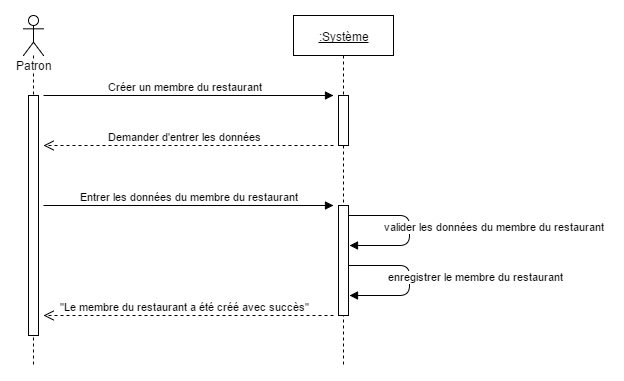 :Système
Patron
Créer un membre du restaurant
Demander d'entrer les données
Entrer les données du membre du restaurant
valider les données du membre du restaurant
enregistrer le membre du restaurant
"Le membre du restaurant a été créé avec succès"